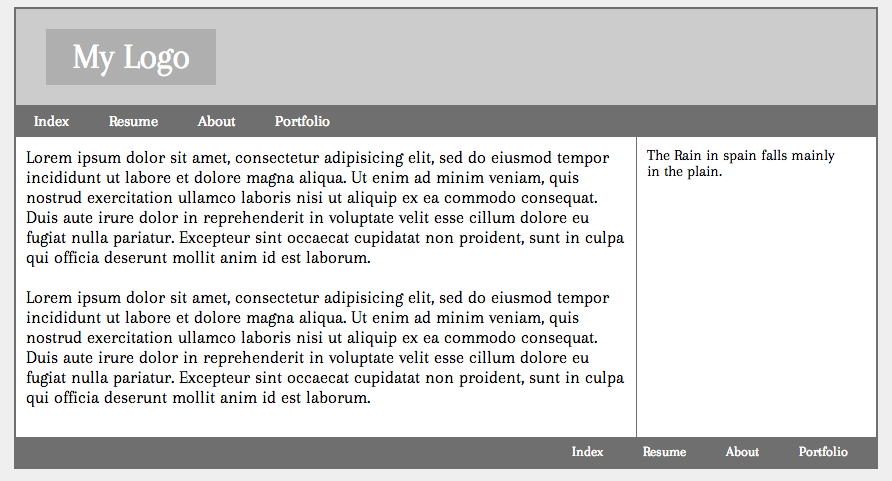 My Logo
Index Resume About Portfolio
Lorem ipsum dolor sit amet, consectetur adipisicing elit, sed do eiusmod tempor
incididunt ut labore et dolore magna aliqua. Ut enim ad minim veniam, quis
nostrud exercitation ullamco laboris nisi ut aliquip ex ea commodo consequat.
Duis aute irure dolor in reprehenderit in voluptate velit esse cillum dolore eu
fugiat nulla pariatur. Excepteur sint occaecat cupidatat non proident, sunt in culpa
qui officia deserunt mollit anim id est laborum.
Lorem ipsum dolor sit amet, consectetur adipisicing elit, sed do eiusmod tempor
incididunt ut labore et dolore magna aliqua. Ut enim ad minim veniam, quis
nostrud exercitation ullamco laboris nisi ut aliquip ex ea commodo consequat.
Duis aute irure dolor in reprehenderit in voluptate velit esse cillum dolore eu
fugiat nulla pariatur. Excepteur sint occaecat cupidatat non proident, sunt in culpa
qui officia deserunt mollit anim id est laborum.
The Rain in spain falls mainly
in the plain.
Index Resume About Portfolio